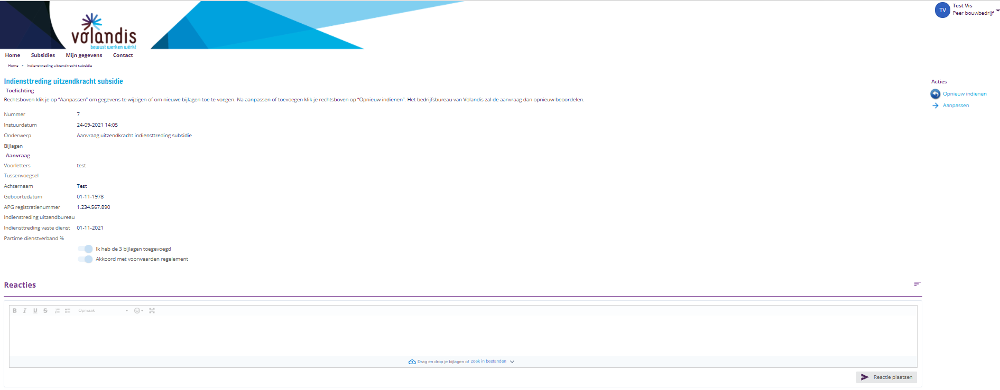 TV
Test Vis
Peer bouwbedrijf
volandis
bewust werken wérkt
Home Subsidies Mijn gegevens Contact
Home » Indiensttreding uitzendkracht subsidie
Indiensttreding uitzendkracht subsidie
Toelichting
Rechtsboven klik je op "Aanpassen" om gegevens te wijzigen of om nieuwe bijlagen toe te voegen. Na aanpassen of toevoegen klik je rechtsboven op "Opnieuw indienen". Het bedrijfsbureau van Volandis zal de aanvraag dan opnieuw beoordelen.
Acties
Opnieuw indienen
Aanpassen
Nummer 7
Instuurdatum 24-09-2021 14:05
Onderwerp Aanvraag uitzendkracht indiensttreding subsidie
Bijlagen
Aanvraag
Voorletters test
Tussenvoegsel
Achternaam Test
Geboortedatum 01-11-1978
APG registratienummer 1.234.567.890
Indienstreding uitzendbureau
Indiensttreding vaste dienst 01-11-2021
Partime dienstverband %
Ik heb de 3 bijlagen toegevoegd
Akkoord met voorwaarden regelement
Reacties
B I U S Opmaak
Drag en drop je bijlagen of zoek in bestanden
Reactie plaatsen